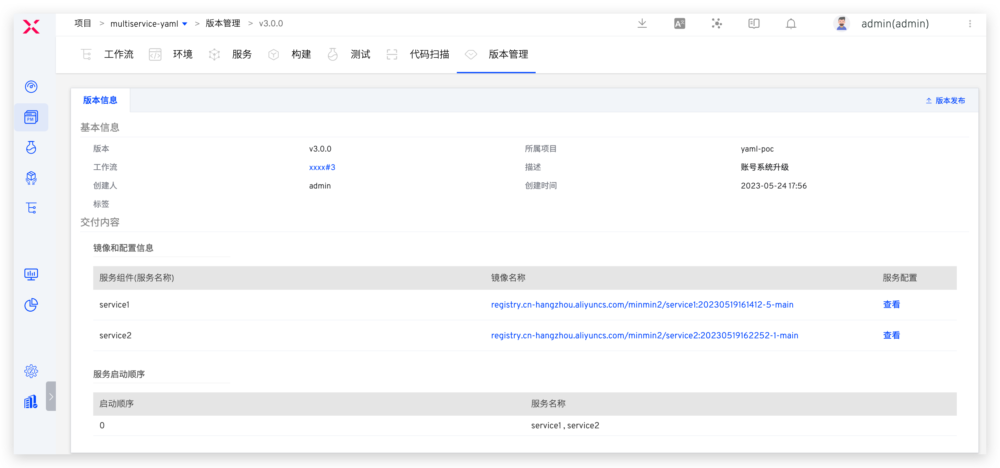 项目 > multiservice-yaml > 版本管理 > v3.0.0 admin(admin)
工作流 环境 服务 构建 测试 代码扫描 版本管理
版本信息 版本发布
基本信息
版本 v3.0.0 所属项目 yaml-poc
工作流 xxxx#3 描述 账号系统升级
创建人 admin 创建时间 2023-05-24 17:56
标签
交付内容
镜像和配置信息
服务组件(服务名称) 镜像名称 服务配置
service1 registry.cn-hangzhou.aliyuncs.com/minmin2/service1:20230519161412-5-main 查看
service2 registry.cn-hangzhou.aliyuncs.com/minmin2/service2:20230519162252-1-main 查看
服务启动顺序
启动顺序 服务名称
0 service1 , service2
PM